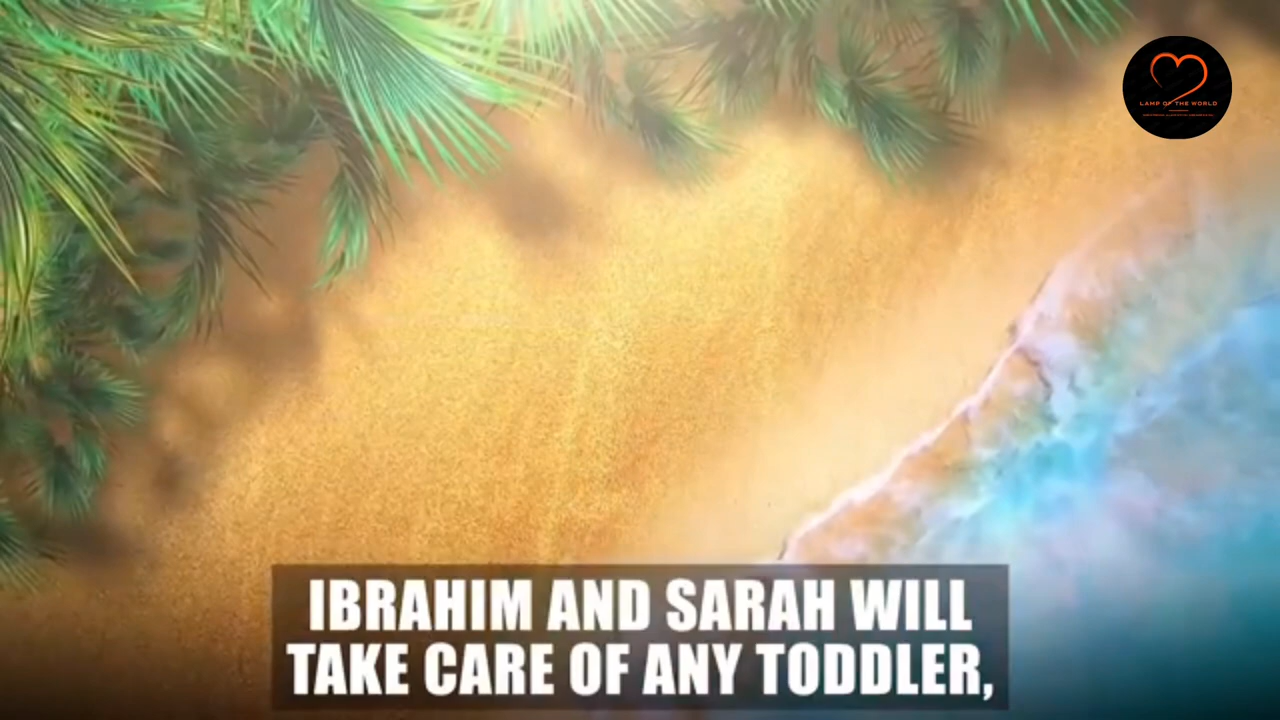 LAMP OF THE WORLD
IBRAHIM AND SARAH WILL
TAKE CARE OF ANY TODDLER,